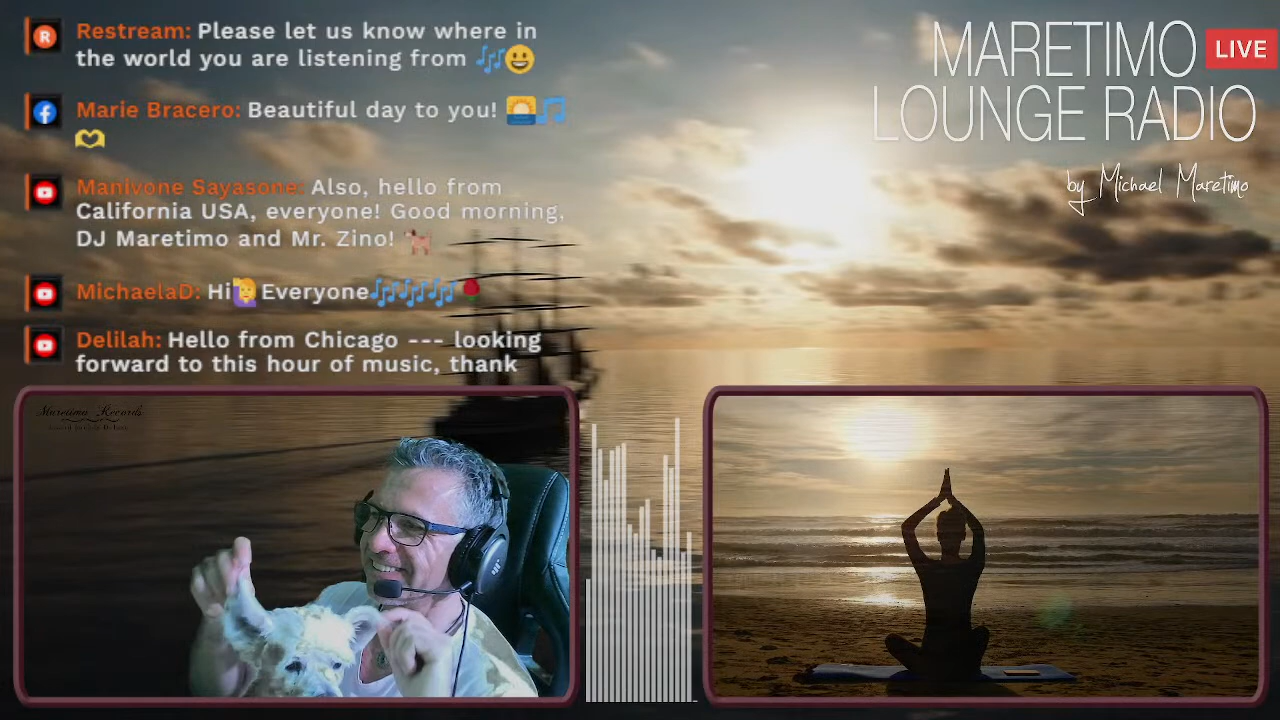 Restream: Please let us know where in
the world you are listening from 🎶😀
Marie Bracero: Beautiful day to you! 🌅🎵
🫶
Manivone Sayasone: Also, hello from
California USA, everyone! Good morning,
DJ Maretimo and Mr. Zino! 🐕
MichaelaD: Hi🙋Everyone🎶🎶🎶🌹
Delilah: Hello from Chicago --- looking
forward to this hour of music, thank
MARETIMO
LIVE
LOUNGE RADIO
by Michael Maretimo
Maretimo Records